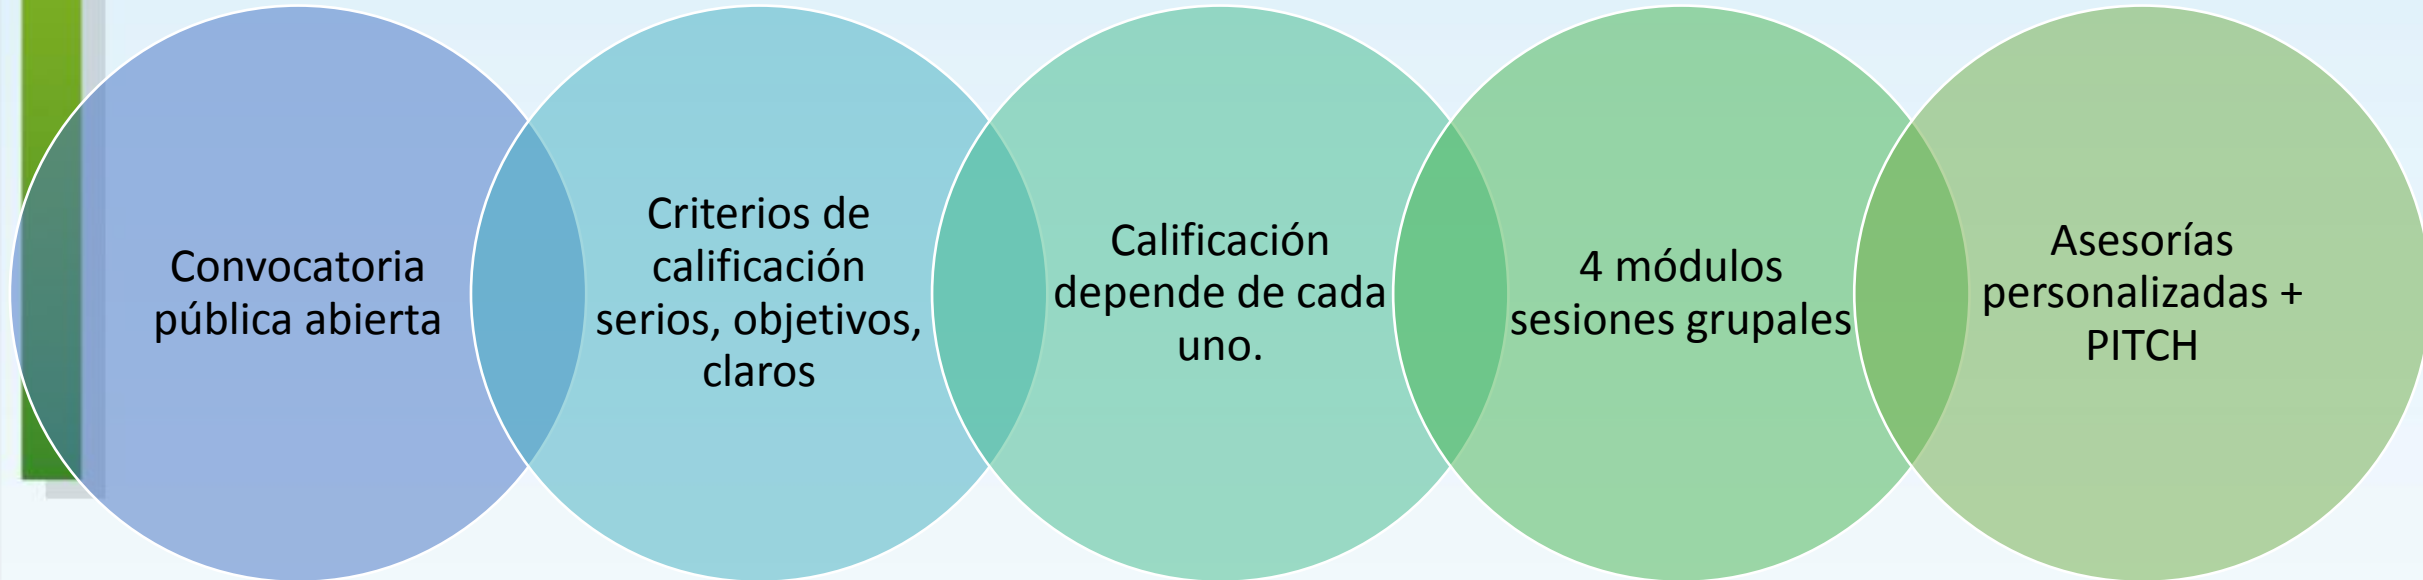 Convocatoria
pública abierta
Criterios de
calificación
serios, objetivos,
claros
Calificación
depende de cada
uno.
4 módulos
sesiones grupales
Asesorías
personalizadas +
PITCH